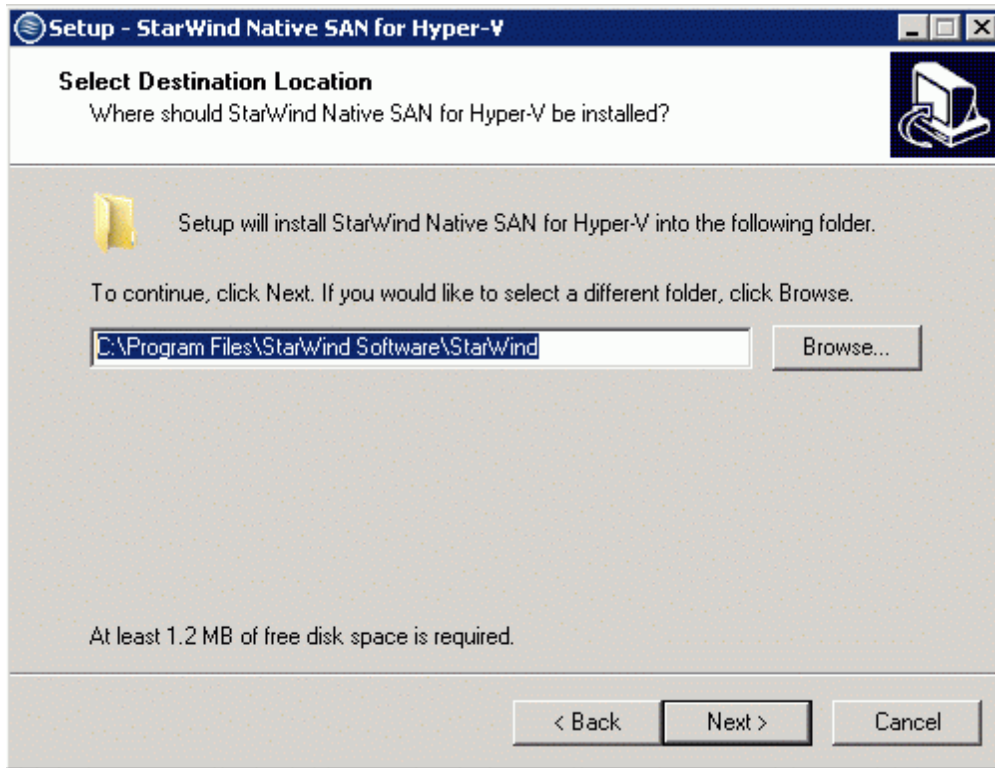 Setup - StarWind Native SAN for Hyper-V
Select Destination Location
Where should StarWind Native SAN for Hyper-V be installed?
Setup will install StarWind Native SAN for Hyper-V into the following folder.
To continue, click Next. If you would like to select a different folder, click Browse.
C:\Program Files\StarWind Software\StarWind
Browse...
At least 1.2 MB of free disk space is required.
< Back
Next >
Cancel